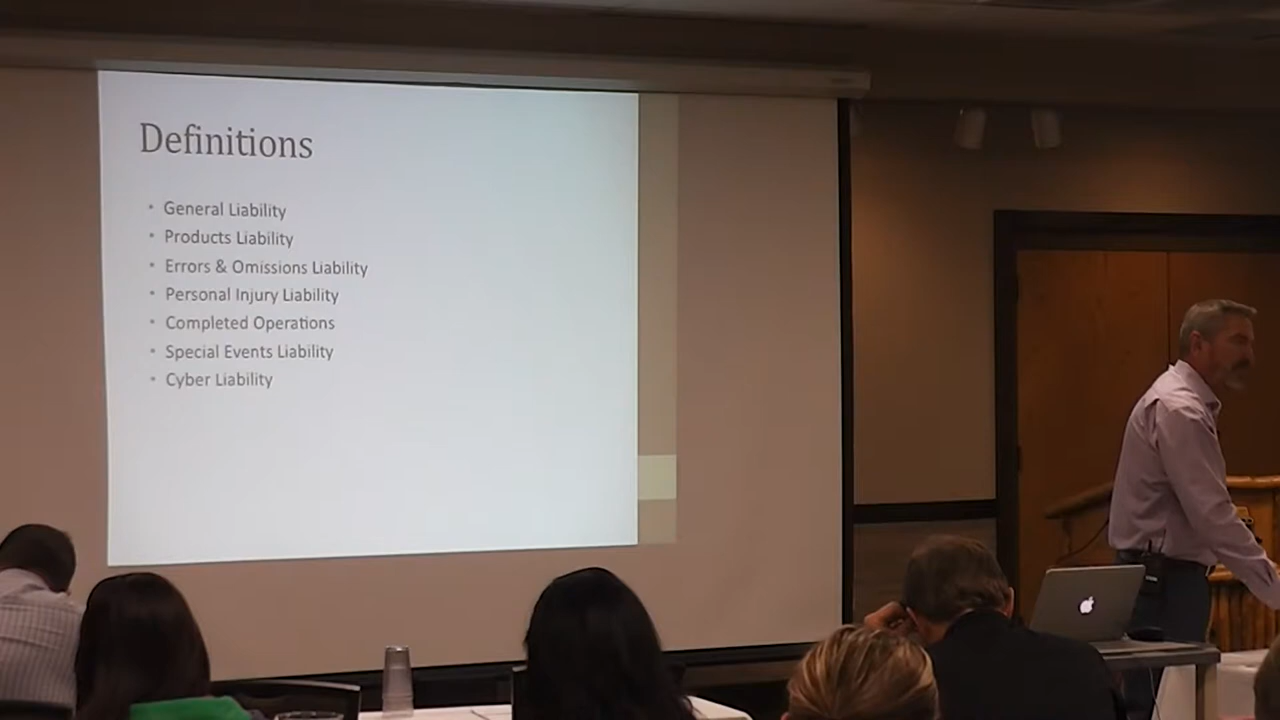 Definitions
• General Liability
• Products Liability
• Errors & Omissions Liability
• Personal Injury Liability
• Completed Operations
• Special Events Liability
• Cyber Liability